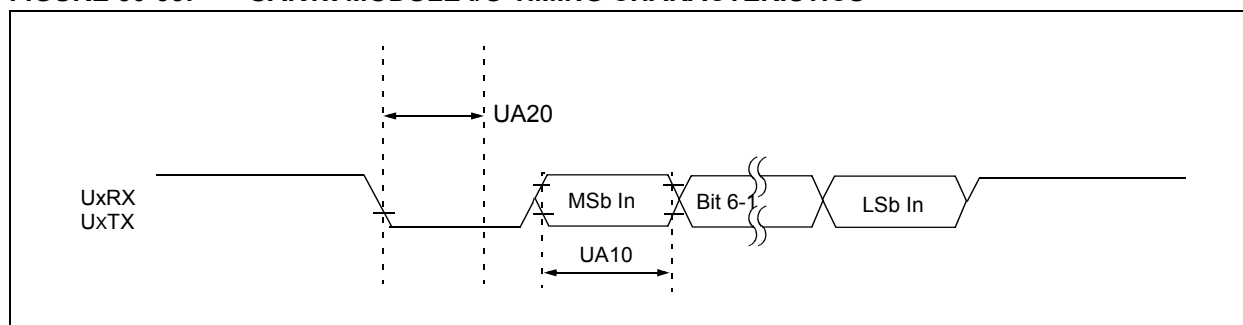 UA20
UxRX
UxTX
MSb In
Bit 6-1
LSb In
UA10